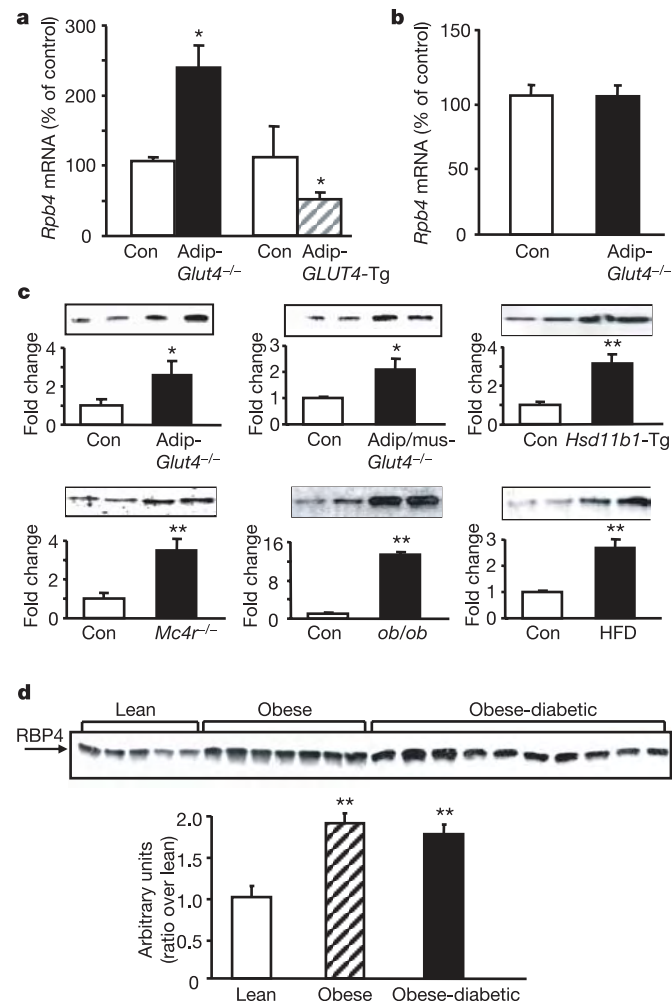 a
Rpb4 mRNA (% of control)
300
200
100
0
*
*
Con
Adip-
Glut4–/–
Con
Adip-
GLUT4-Tg
b
Rpb4 mRNA (% of control)
150
100
50
0
Con
Adip-
Glut4–/–
c
Fold change
4
2
0
*
Con
Adip-
Glut4–/–
Fold change
3
2
1
0
*
Con
Adip/mus-
Glut4–/–
Fold change
4
2
0
**
Con
Hsd11b1-Tg
Fold change
4
2
0
**
Con
Mc4r–/–
Fold change
16
8
0
**
Con
ob/ob
Fold change
3
2
1
0
**
Con
HFD
d
Lean
Obese
Obese-diabetic
RBP4
Arbitrary units
(ratio over lean)
2.0
1.5
1.0
0.5
0
**
**
Lean
Obese
Obese-diabetic